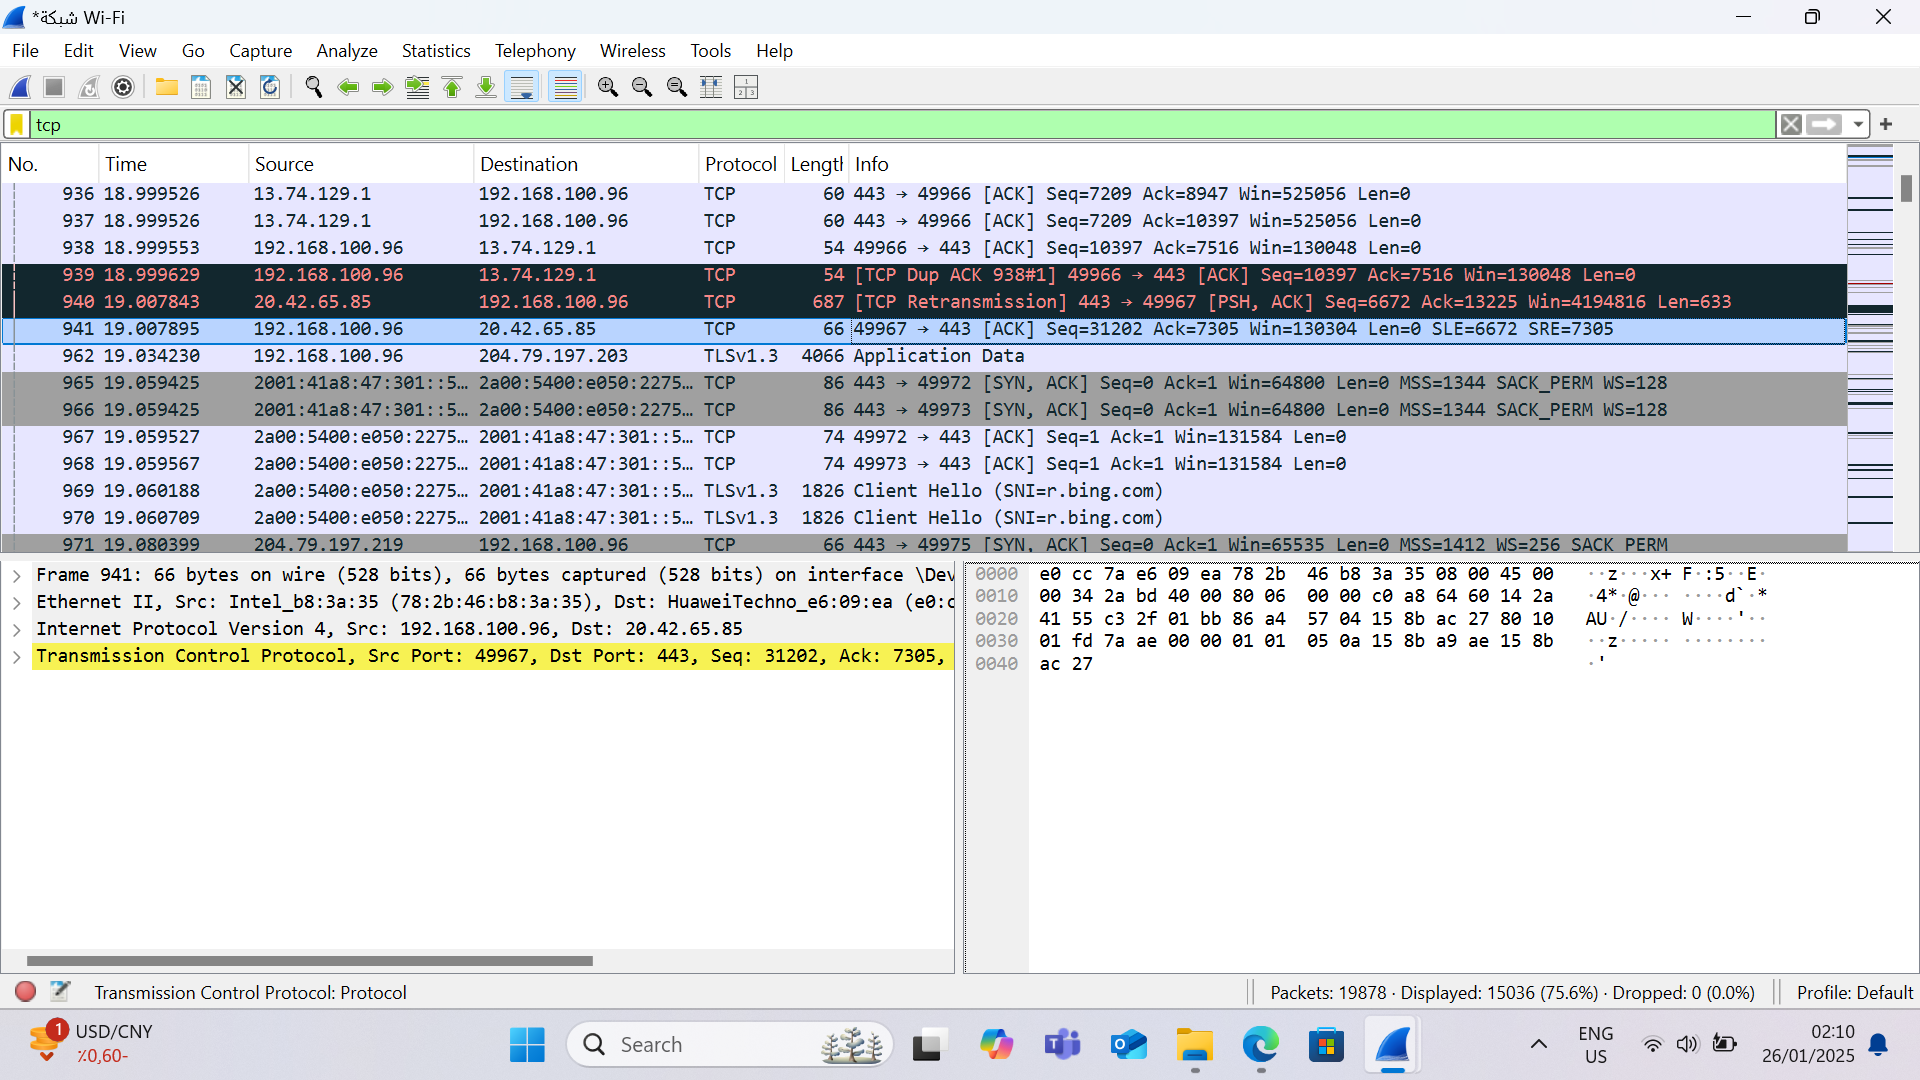 *شبكة Wi-Fi
File Edit View Go Capture Analyze Statistics Telephony Wireless Tools Help
tcp
No. Time Source Destination Protocol Length Info
936 18.999526 13.74.129.1 192.168.100.96 TCP 60 443 → 49966 [ACK] Seq=7209 Ack=8947 Win=525056 Len=0
937 18.999526 13.74.129.1 192.168.100.96 TCP 60 443 → 49966 [ACK] Seq=7209 Ack=10397 Win=525056 Len=0
938 18.999553 192.168.100.96 13.74.129.1 TCP 54 49966 → 443 [ACK] Seq=10397 Ack=7516 Win=130048 Len=0
939 18.999629 192.168.100.96 13.74.129.1 TCP 54 [TCP Dup ACK 938#1] 49966 → 443 [ACK] Seq=10397 Ack=7516 Win=130048 Len=0
940 19.007843 20.42.65.85 192.168.100.96 TCP 687 [TCP Retransmission] 443 → 49967 [PSH, ACK] Seq=6672 Ack=13225 Win=4194816 Len=633
941 19.007895 192.168.100.96 20.42.65.85 TCP 66 49967 → 443 [ACK] Seq=31202 Ack=7305 Win=130304 Len=0 SLE=6672 SRE=7305
962 19.034230 192.168.100.96 204.79.197.203 TLSv1.3 4066 Application Data
965 19.059425 2001:41a8:47:301::5… 2a00:5400:e050:2275… TCP 86 443 → 49972 [SYN, ACK] Seq=0 Ack=1 Win=64800 Len=0 MSS=1344 SACK_PERM WS=128
966 19.059425 2001:41a8:47:301::5… 2a00:5400:e050:2275… TCP 86 443 → 49973 [SYN, ACK] Seq=0 Ack=1 Win=64800 Len=0 MSS=1344 SACK_PERM WS=128
967 19.059527 2a00:5400:e050:2275… 2001:41a8:47:301::5… TCP 74 49972 → 443 [ACK] Seq=1 Ack=1 Win=131584 Len=0
968 19.059567 2a00:5400:e050:2275… 2001:41a8:47:301::5… TCP 74 49973 → 443 [ACK] Seq=1 Ack=1 Win=131584 Len=0
969 19.060188 2a00:5400:e050:2275… 2001:41a8:47:301::5… TLSv1.3 1826 Client Hello (SNI=r.bing.com)
970 19.060709 2a00:5400:e050:2275… 2001:41a8:47:301::5… TLSv1.3 1826 Client Hello (SNI=r.bing.com)
971 19.080399 204.79.197.219 192.168.100.96 TCP 66 443 → 49975 [SYN, ACK] Seq=0 Ack=1 Win=65535 Len=0 MSS=1412 WS=256 SACK_PERM
Frame 941: 66 bytes on wire (528 bits), 66 bytes captured (528 bits) on interface \Dev
Ethernet II, Src: Intel_b8:3a:35 (78:2b:46:b8:3a:35), Dst: HuaweiTechno_e6:09:ea (e0:c
Internet Protocol Version 4, Src: 192.168.100.96, Dst: 20.42.65.85
Transmission Control Protocol, Src Port: 49967, Dst Port: 443, Seq: 31202, Ack: 7305,
0000 e0 cc 7a e6 09 ea 78 2b 46 b8 3a 35 08 00 45 00 ··z···x+ F·:5··E·
0010 00 34 2a bd 40 00 80 06 00 00 c0 a8 64 60 14 2a ·4*·@··· ····d`·*
0020 41 55 c3 2f 01 bb 86 a4 57 04 15 8b ac 27 80 10 AU·/···· W····'··
0030 01 fd 7a ae 00 00 01 01 05 0a 15 8b a9 ae 15 8b ··z····· ········
0040 ac 27 ·'
Transmission Control Protocol: Protocol
Packets: 19878 · Displayed: 15036 (75.6%) · Dropped: 0 (0.0%)
Profile: Default
1
USD/CNY
٪0,60-
Search
ENG
US
02:10
26/01/2025